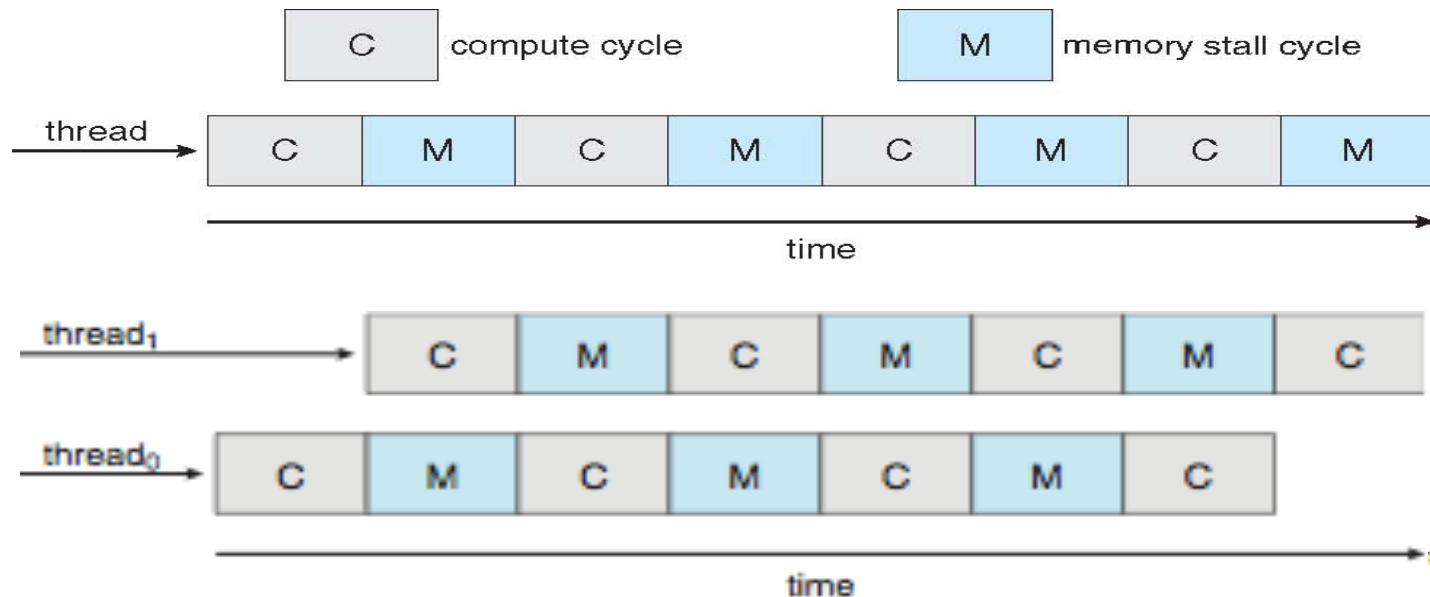 C compute cycle M memory stall cycle
thread
C M C M C M C M
time
thread₁
C M C M C M C
thread₀
C M C M C M C
time